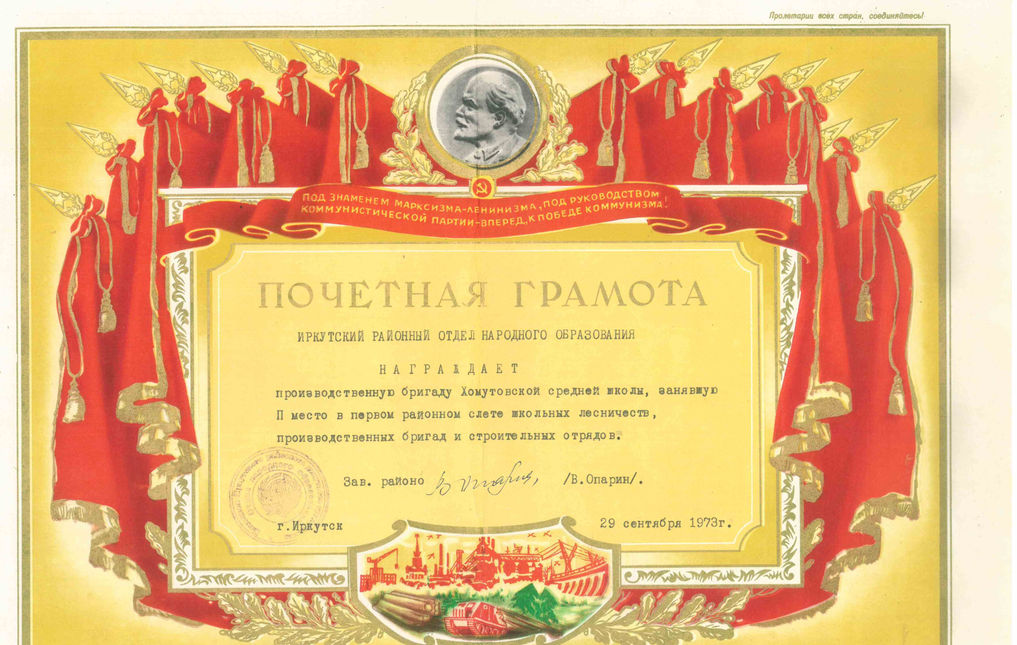 Пролетарии всех стран, соединяйтесь!
ПОД ЗНАМЕНЕМ МАРКСИЗМА-ЛЕНИНИЗМА, ПОД РУКОВОДСТВОМ
КОММУНИСТИЧЕСКОЙ ПАРТИИ-ВПЕРЕД, К ПОБЕДЕ КОММУНИЗМА!
ПОЧЕТНАЯ ГРАМОТА
ИРКУТСКИЙ РАЙОННЫЙ ОТДЕЛ НАРОДНОГО ОБРАЗОВАНИЯ
НАГРАЖДАЕТ
производственную бригаду Хомутовской средней школы, занявшую
II место в первом районном слете школьных лесничеств,
производственных бригад и строительных отрядов.
Зав. районо В Опарин, /В.Опарин/.
г.Иркутск
29 сентября 1973г.